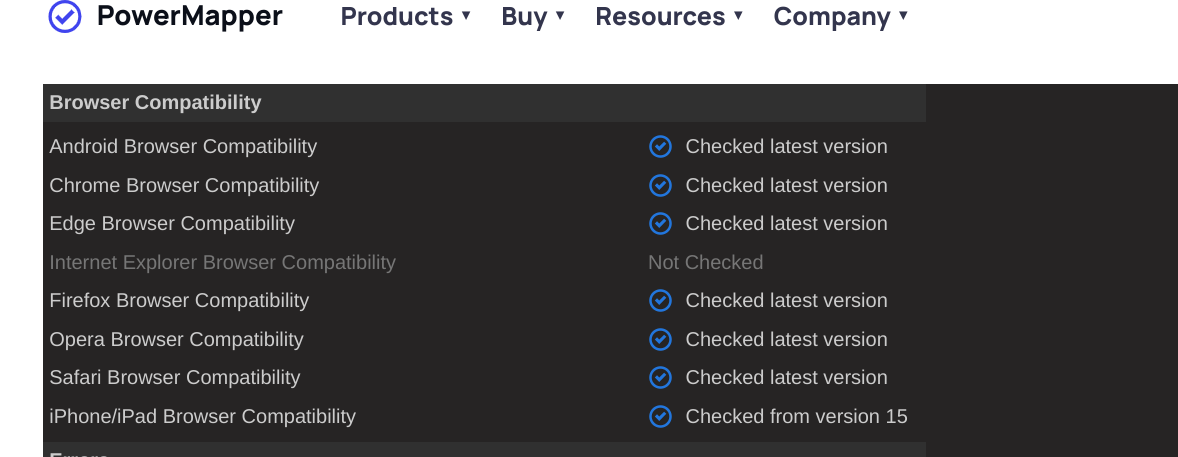 PowerMapper Products ▼ Buy ▼ Resources ▼ Company ▼
Browser Compatibility
Android Browser Compatibility Checked latest version
Chrome Browser Compatibility Checked latest version
Edge Browser Compatibility Checked latest version
Internet Explorer Browser Compatibility Not Checked
Firefox Browser Compatibility Checked latest version
Opera Browser Compatibility Checked latest version
Safari Browser Compatibility Checked latest version
iPhone/iPad Browser Compatibility Checked from version 15